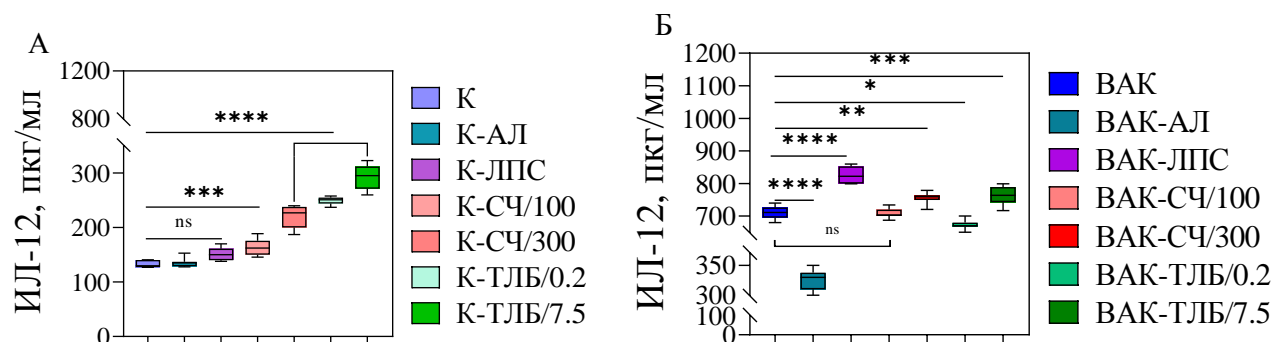 А
ИЛ-12, пкг/мл
1200
800
300
200
100
0
****
***
ns
К
К-АЛ
К-ЛПС
К-СЧ/100
К-СЧ/300
К-ТЛБ/0.2
К-ТЛБ/7.5
Б
ИЛ-12, пкг/мл
1200
1100
1000
900
800
700
350
300
100
0
***
*
**
****
****
ns
ВАК
ВАК-АЛ
ВАК-ЛПС
ВАК-СЧ/100
ВАК-СЧ/300
ВАК-ТЛБ/0.2
ВАК-ТЛБ/7.5